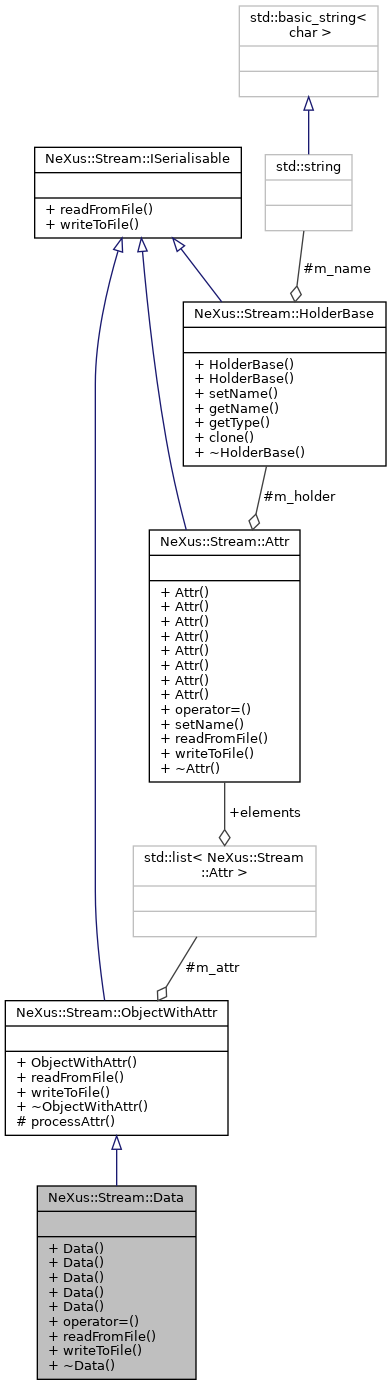 std::basic_string<
char >
NeXus::Stream::ISerialisable
+ readFromFile()
+ writeToFile()
std::string
#m_name
NeXus::Stream::HolderBase
+ HolderBase()
+ HolderBase()
+ setName()
+ getName()
+ getType()
+ clone()
+ ~HolderBase()
#m_holder
NeXus::Stream::Attr
+ Attr()
+ Attr()
+ Attr()
+ Attr()
+ Attr()
+ Attr()
+ Attr()
+ Attr()
+ operator=()
+ setName()
+ readFromFile()
+ writeToFile()
+ ~Attr()
+elements
std::list< NeXus::Stream
::Attr >
#m_attr
NeXus::Stream::ObjectWithAttr
+ ObjectWithAttr()
+ readFromFile()
+ writeToFile()
+ ~ObjectWithAttr()
# processAttr()
NeXus::Stream::Data
+ Data()
+ Data()
+ Data()
+ Data()
+ Data()
+ operator=()
+ readFromFile()
+ writeToFile()
+ ~Data()